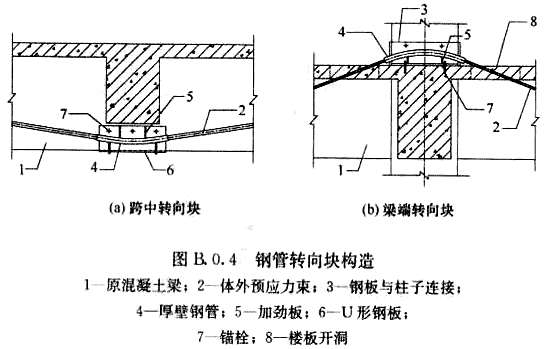 3
5
4
8
7
2
1
7
5
2
1
4
6
(a)跨中转向块
(b)梁端转向块
图 B.0.4 钢管转向块构造
1—原混凝土梁；2—体外预应力束；3—钢板与柱子连接；
4—厚壁钢管；5—加劲板；6—U形钢板；
7—锚栓；8—楼板开洞